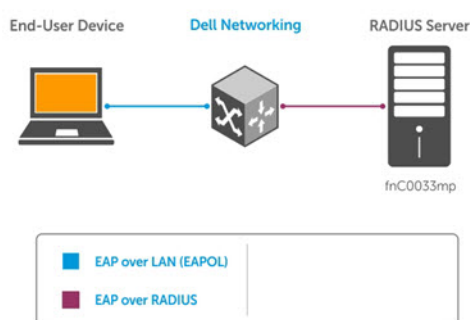 End-User Device
Dell Networking
RADIUS Server
fnC0033mp
EAP over LAN (EAPOL)
EAP over RADIUS